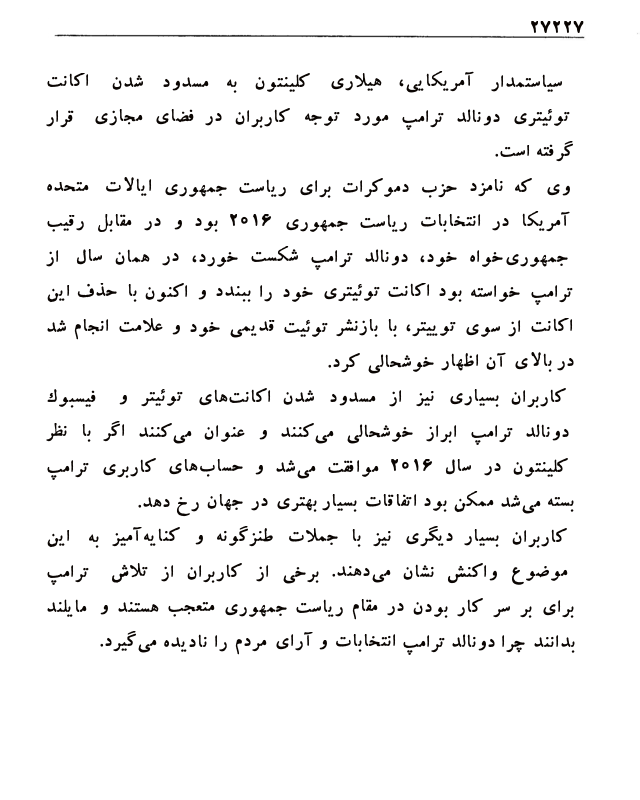 ۲۷۲۲۷
سیاستمدار آمریکایی، هیلاری کلینتون به مسدود شدن اکانت
توئیتری دونالد ترامپ مورد توجه کاربران در فضای مجازی قرار
گرفته است.
وی که نامزد حزب دموکرات برای ریاست جمهوری ایالات متحده
آمریکا در انتخابات ریاست جمهوری ۲۰۱۶ بود و در مقابل رقیب
جمهوری‌خواه خود، دونالد ترامپ شکست خورد، در همان سال از
ترامپ خواسته بود اکانت توئیتری خود را ببندد و اکنون با حذف این
اکانت از سوی توییتر، با بازنشر توئیت قدیمی خود و علامت انجام شد
در بالای آن اظهار خوشحالی کرد.
کاربران بسیاری نیز از مسدود شدن اکانت‌های توئیتر و فیسبوک
دونالد ترامپ ابراز خوشحالی می‌کنند و عنوان می‌کنند اگر با نظر
کلینتون در سال ۲۰۱۶ موافقت می‌شد و حساب‌های کاربری ترامپ
بسته می‌شد ممکن بود اتفاقات بسیار بهتری در جهان رخ دهد.
کاربران بسیار دیگری نیز با جملات طنزگونه و کنایه‌آمیز به این
موضوع واکنش نشان می‌دهند. برخی از کاربران از تلاش ترامپ
برای بر سر کار بودن در مقام ریاست جمهوری متعجب هستند و مایلند
بدانند چرا دونالد ترامپ انتخابات و آرای مردم را نادیده می‌گیرد.